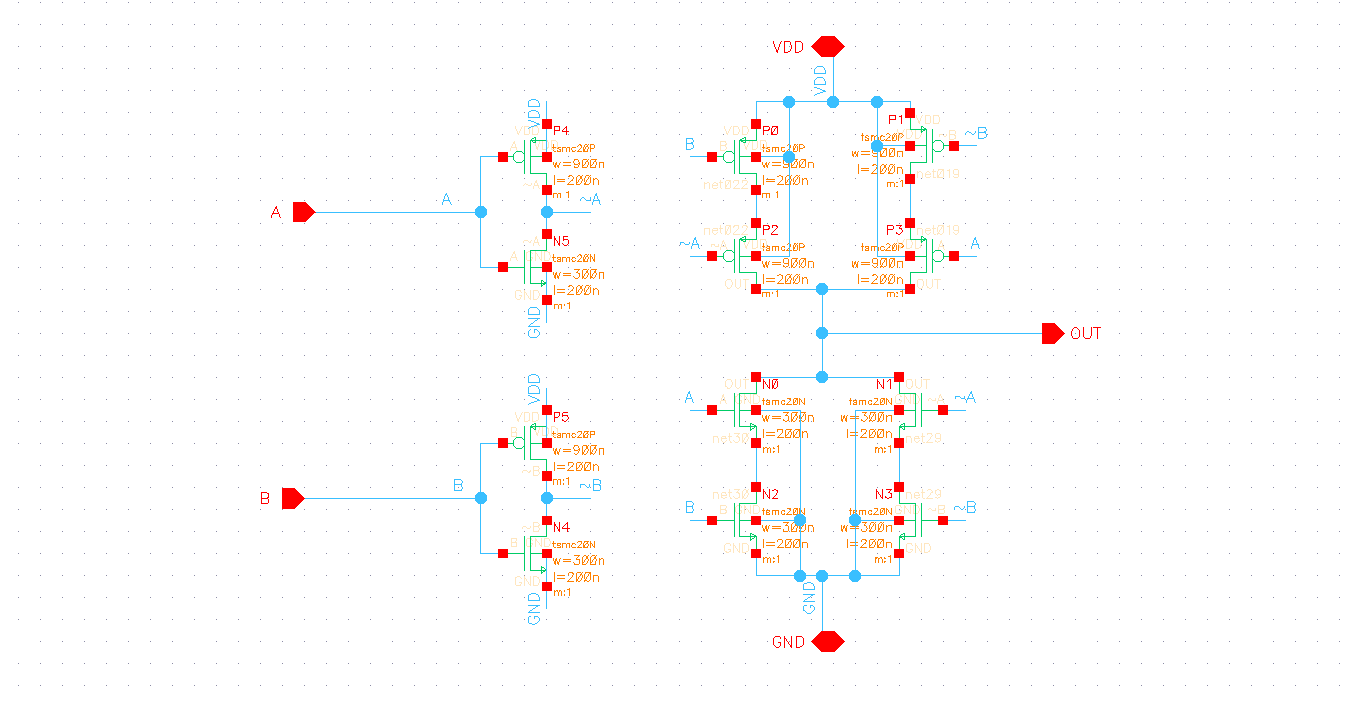 VDD
VDD
VDD
P4
tsmc20P
w=900n
l=200n
m:1
A
A
~A
N5
tsmc20N
w=300n
l=200n
m:1
GND
VDD
P5
tsmc20P
w=900n
l=200n
m:1
B
B
~B
N4
tsmc20N
w=300n
l=200n
m:1
GND
B
P0
tsmc20P
w=900n
l=200n
m:1
P1
~B
tsmc20P
w=900n
l=200n
m:1
net019
~A
P2
tsmc20P
w=900n
l=200n
m:1
OUT
net019
P3
A
tsmc20P
w=900n
l=200n
m:1
OUT
OUT
OUT
A
N0
tsmc20N
w=300n
l=200n
m:1
net30
OUT
N1
~A
tsmc20N
w=300n
l=200n
m:1
net29
net30
B
N2
tsmc20N
w=300n
l=200n
m:1
GND
net29
N3
~B
tsmc20N
w=300n
l=200n
m:1
GND
GND
GND